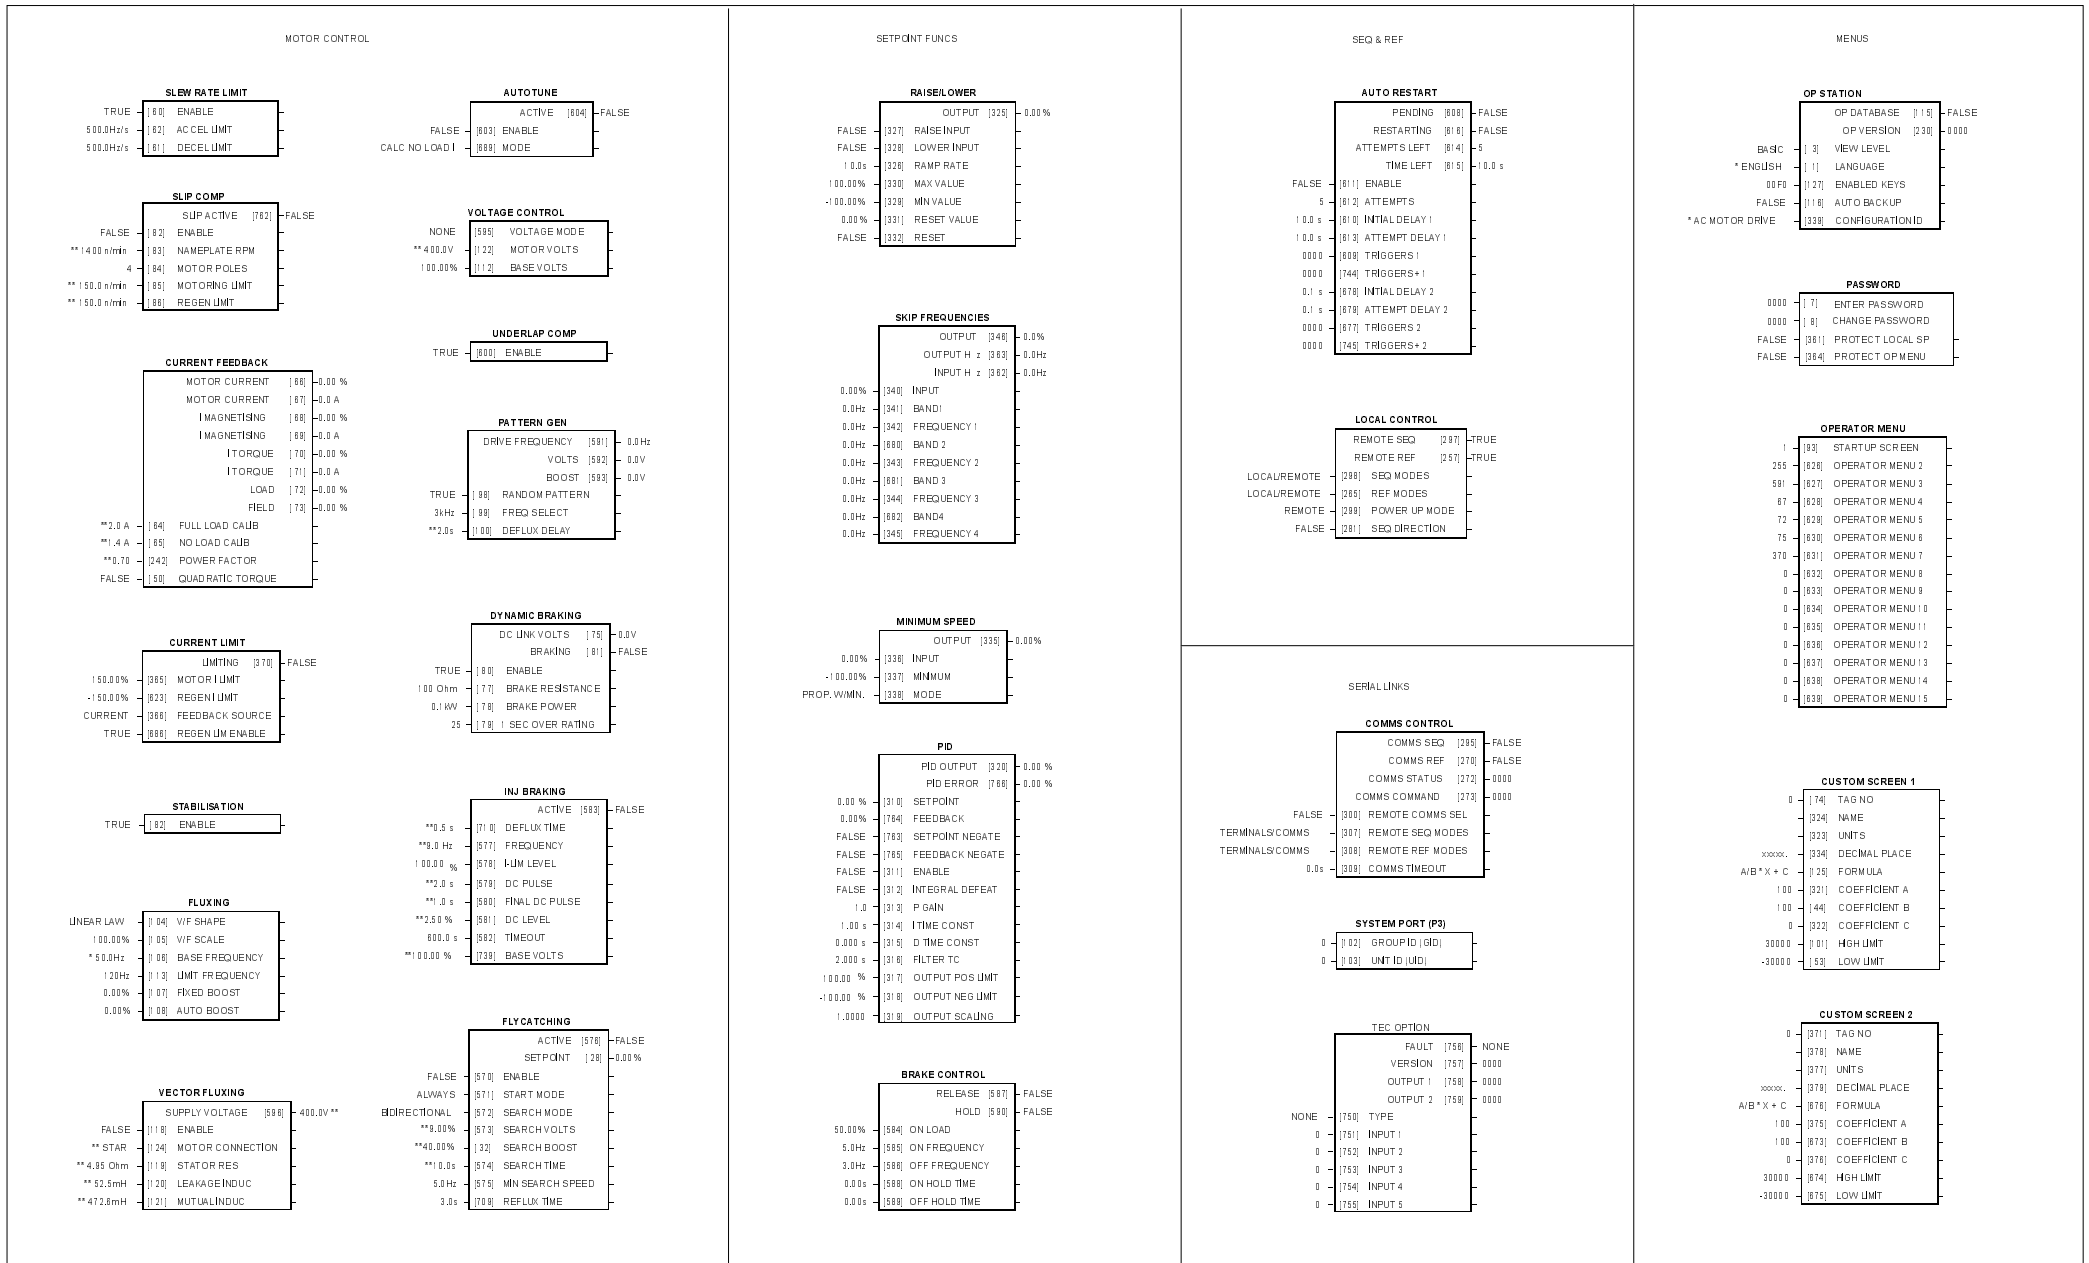 MOTOR CONTROL
SLEW RATE LIMIT
TRUE [ 60] ENABLE
500.0Hz/s [ 62] ACCEL LIMIT
500.0Hz/s [ 61] DECEL LIMIT
SLIP COMP
SLIP ACTIVE [762] FALSE
FALSE [ 82] ENABLE
** 1400 n/min [ 83] NAMEPLATE RPM
4 [ 84] MOTOR POLES
** 150.0 n/min [ 85] MOTORING LIMIT
** 150.0 n/min [ 86] REGEN LIMIT
CURRENT FEEDBACK
MOTOR CURRENT [ 66] 0.00 %
MOTOR CURRENT [ 67] 0.0 A
I MAGNETISING [ 68] 0.00 %
I MAGNETISING [ 69] 0.0 A
I TORQUE [ 70] 0.00 %
I TORQUE [ 71] 0.0 A
LOAD [ 72] 0.00 %
FIELD [ 73] 0.00 %
**2.0 A [ 64] FULL LOAD CALIB
**1.4 A [ 65] NO LOAD CALIB
**0.70 [242] POWER FACTOR
FALSE [ 50] QUADRATIC TORQUE
CURRENT LIMIT
LIMITING [370] FALSE
150.00% [365] MOTOR I LIMIT
-150.00% [623] REGEN I LIMIT
CURRENT [366] FEEDBACK SOURCE
TRUE [686] REGEN LIM ENABLE
STABILISATION
TRUE [ 82] ENABLE
FLUXING
LINEAR LAW [104] V/F SHAPE
100.00% [105] V/F SCALE
* 50.0Hz [106] BASE FREQUENCY
120Hz [113] LIMIT FREQUENCY
0.00% [107] FIXED BOOST
0.00% [108] AUTO BOOST
VECTOR FLUXING
SUPPLY VOLTAGE [596] 400.0V **
FALSE [118] ENABLE
** STAR [124] MOTOR CONNECTION
** 4.95 Ohm [119] STATOR RES
** 52.5mH [120] LEAKAGE INDUC
** 472.6mH [121] MUTUAL INDUC
AUTOTUNE
ACTIVE [604] FALSE
FALSE [603] ENABLE
CALC NO LOAD I [689] MODE
VOLTAGE CONTROL
NONE [595] VOLTAGE MODE
** 400.0V [122] MOTOR VOLTS
100.00% [112] BASE VOLTS
UNDERLAP COMP
TRUE [600] ENABLE
PATTERN GEN
DRIVE FREQUENCY [591] 0.0Hz
VOLTS [592] 0.0V
BOOST [593] 0.0V
TRUE [ 98] RANDOM PATTERN
3kHz [ 99] FREQ SELECT
**2.0s [100] DEFLUX DELAY
DYNAMIC BRAKING
DC LINK VOLTS [ 75] 0.0V
BRAKING [ 81] FALSE
TRUE [ 80] ENABLE
100 Ohm [ 77] BRAKE RESISTANCE
0.1kW [ 78] BRAKE POWER
25 [ 79] 1 SEC OVER RATING
INJ BRAKING
ACTIVE [583] FALSE
**0.5 s [710] DEFLUX TIME
**9.0 Hz [577] FREQUENCY
100.00 % [578] I-LIM LEVEL
**2.0 s [579] DC PULSE
**1.0 s [580] FINAL DC PULSE
**2.50 % [581] DC LEVEL
600.0 s [582] TIMEOUT
**100.00 % [739] BASE VOLTS
FLYCATCHING
ACTIVE [576] FALSE
SETPOINT [ 28] 0.00 %
FALSE [570] ENABLE
ALWAYS [571] START MODE
BIDIRECTIONAL [572] SEARCH MODE
**9.00% [573] SEARCH VOLTS
**40.00% [ 32] SEARCH BOOST
**10.0s [574] SEARCH TIME
5.0Hz [575] MIN SEARCH SPEED
3.0s [709] REFLUX TIME
SETPOINT FUNCS
RAISE/LOWER
OUTPUT [325] 0.00 %
FALSE [327] RAISE INPUT
FALSE [328] LOWER INPUT
10.0s [326] RAMP RATE
100.00% [330] MAX VALUE
-100.00% [329] MIN VALUE
0.00% [331] RESET VALUE
FALSE [332] RESET
SKIP FREQUENCIES
OUTPUT [346] 0.0%
OUTPUT H z [363] 0.0Hz
INPUT H z [362] 0.0Hz
0.00% [340] INPUT
0.0Hz [341] BAND1
0.0Hz [342] FREQUENCY 1
0.0Hz [680] BAND 2
0.0Hz [343] FREQUENCY 2
0.0Hz [681] BAND 3
0.0Hz [344] FREQUENCY 3
0.0Hz [682] BAND4
0.0Hz [345] FREQUENCY 4
MINIMUM SPEED
OUTPUT [335] 0.00%
0.00% [336] INPUT
-100.00% [337] MINIMUM
PROP. W/MIN. [338] MODE
PID
PID OUTPUT [320] 0.00 %
PID ERROR [766] 0.00 %
0.00 % [310] SETPOINT
0.00% [764] FEEDBACK
FALSE [763] SETPOINT NEGATE
FALSE [765] FEEDBACK NEGATE
FALSE [311] ENABLE
FALSE [312] INTEGRAL DEFEAT
1.0 [313] P GAIN
1.00 s [314] I TIME CONST
0.000 s [315] D TIME CONST
2.000 s [316] FILTER TC
100.00 % [317] OUTPUT POS LIMIT
-100.00 % [318] OUTPUT NEG LIMIT
1.0000 [319] OUTPUT SCALING
BRAKE CONTROL
RELEASE [587] FALSE
HOLD [590] FALSE
50.00% [584] ON LOAD
5.0Hz [585] ON FREQUENCY
3.0Hz [586] OFF FREQUENCY
0.00s [588] ON HOLD TIME
0.00s [589] OFF HOLD TIME
SEQ & REF
AUTO RESTART
PENDING [608] FALSE
RESTARTING [616] FALSE
ATTEMPTS LEFT [614] 5
TIME LEFT [615] 10.0 s
FALSE [611] ENABLE
5 [612] ATTEMPTS
10.0 s [610] INITIAL DELAY 1
10.0 s [613] ATTEMPT DELAY 1
0000 [609] TRIGGERS 1
0000 [744] TRIGGERS+ 1
0.1 s [678] INITIAL DELAY 2
0.1 s [679] ATTEMPT DELAY 2
0000 [677] TRIGGERS 2
0000 [745] TRIGGERS+ 2
LOCAL CONTROL
REMOTE SEQ [297] TRUE
REMOTE REF [257] TRUE
LOCAL/REMOTE [298] SEQ MODES
LOCAL/REMOTE [265] REF MODES
REMOTE [299] POWER UP MODE
FALSE [281] SEQ DIRECTION
SERIAL LINKS
COMMS CONTROL
COMMS SEQ [295] FALSE
COMMS REF [270] FALSE
COMMS STATUS [272] 0000
COMMS COMMAND [273] 0000
FALSE [300] REMOTE COMMS SEL
TERMINALS/COMMS [307] REMOTE SEQ MODES
TERMINALS/COMMS [308] REMOTE REF MODES
0.0s [309] COMMS TIMEOUT
SYSTEM PORT (P3)
0 [102] GROUP ID (GID)
0 [103] UNIT ID (UID)
TEC OPTION
FAULT [756] NONE
VERSION [757] 0000
OUTPUT 1 [758] 0000
OUTPUT 2 [759] 0000
NONE [750] TYPE
0 [751] INPUT 1
0 [752] INPUT 2
0 [753] INPUT 3
0 [754] INPUT 4
0 [755] INPUT 5
MENUS
OP STATION
OP DATABASE [115] FALSE
OP VERSION [230] 0000
BASIC [ 3] VIEW LEVEL
* ENGLISH [ 1] LANGUAGE
00F0 [127] ENABLED KEYS
FALSE [116] AUTO BACKUP
* AC MOTOR DRIVE [339] CONFIGURATION ID
PASSWORD
0000 [ 7] ENTER PASSWORD
0000 [ 8] CHANGE PASSWORD
FALSE [361] PROTECT LOCAL SP
FALSE [364] PROTECT OP MENU
OPERATOR MENU
1 [93] STARTUP SCREEN
255 [626] OPERATOR MENU 2
591 [627] OPERATOR MENU 3
67 [628] OPERATOR MENU 4
72 [629] OPERATOR MENU 5
75 [630] OPERATOR MENU 6
370 [631] OPERATOR MENU 7
0 [632] OPERATOR MENU 8
0 [633] OPERATOR MENU 9
0 [634] OPERATOR MENU 10
0 [635] OPERATOR MENU 11
0 [636] OPERATOR MENU 12
0 [637] OPERATOR MENU 13
0 [638] OPERATOR MENU 14
0 [639] OPERATOR MENU 15
CUSTOM SCREEN 1
0 [ 74] TAG NO
[324] NAME
[323] UNITS
xxxxx. [334] DECIMAL PLACE
A/B * X + C [125] FORMULA
100 [321] COEFFICIENT A
100 [ 44] COEFFICIENT B
0 [322] COEFFICIENT C
30000 [101] HIGH LIMIT
-30000 [ 53] LOW LIMIT
CUSTOM SCREEN 2
0 [371] TAG NO
[378] NAME
[377] UNITS
xxxxx. [379] DECIMAL PLACE
A/B * X + C [676] FORMULA
100 [375] COEFFICIENT A
100 [673] COEFFICIENT B
0 [376] COEFFICIENT C
30000 [674] HIGH LIMIT
-30000 [675] LOW LIMIT